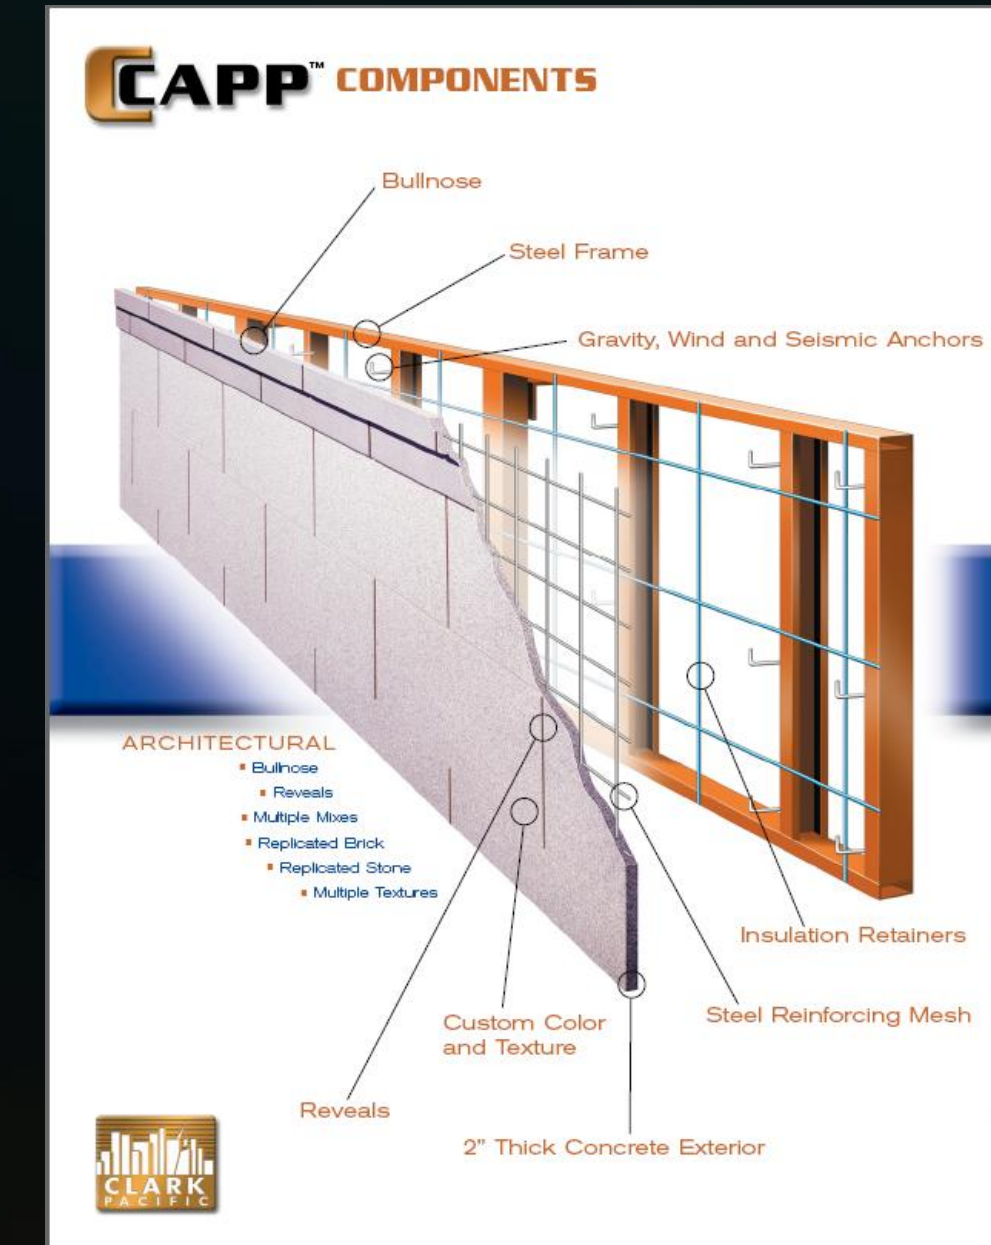 CAPP™ COMPONENTS
Bullnose
Steel Frame
Gravity, Wind and Seismic Anchors
ARCHITECTURAL
Bullnose
Reveals
Multiple Mixes
Replicated Brick
Replicated Stone
Multiple Textures
Insulation Retainers
Steel Reinforcing Mesh
Custom Color
and Texture
Reveals
2” Thick Concrete Exterior
CLARK
PACIFIC